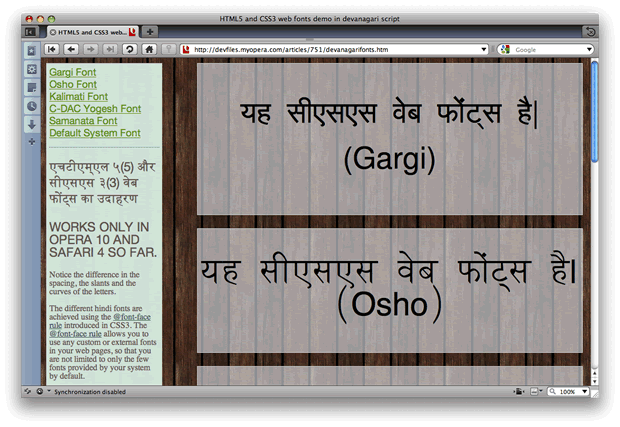 HTML5 and CSS3 web fonts demo in devanagari script
HTML5 and CSS3 web...
http://devfiles.myopera.com/articles/751/devanagarifonts.htm
Google
Gargi Font
Osho Font
Kalimati Font
C-DAC Yogesh Font
Samanata Font
Default System Font
एचटीएम्एल ५(5) और
सीएसएस ३(3) वेब
फोंट्स का उदाहरण
WORKS ONLY IN
OPERA 10 AND
SAFARI 4 SO FAR.
Notice the difference in the
spacing, the slants and the
curves of the letters.
The different hindi fonts are
achieved using the @font-face
rule introduced in CSS3. The
@font-face rule allows you to
use any custom or external fonts
in your web pages, so that you
are not limited to only the few
fonts provided by your system
by default.
यह सीएसएस वेब फोंट्स है|
(Gargi)
यह सीएसएस वेब फोंट्स है।
(Osho)
Synchronization disabled
100%